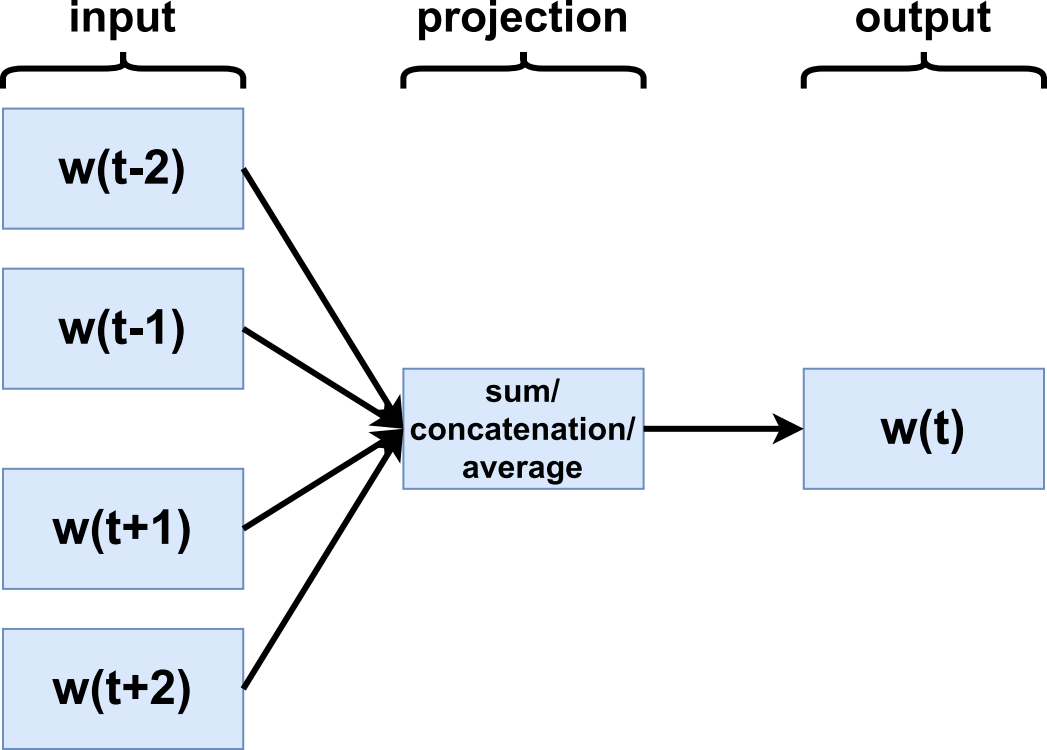 input
projection
output
w(t-2)
w(t-1)
w(t+1)
w(t+2)
sum/
concatenation/
average
w(t)